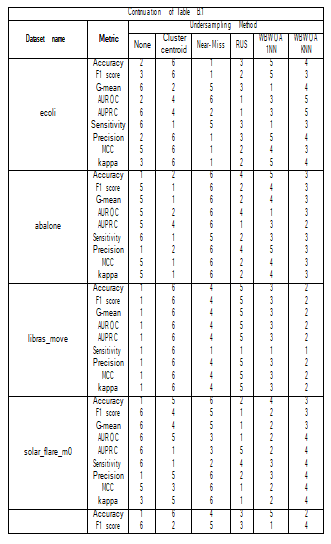 Continuation of Table B.1
Undersampling Method
Dataset name Metric None Cluster centroid Near-Miss RUS WBWUA 1NN WBWUA KNN
ecoli
Accuracy 2 6 1 3 5 4
F1 score 3 6 1 2 5 4
G-mean 6 2 5 3 1 4
AUROC 2 4 6 1 3 5
AUPRC 6 4 2 1 3 5
Sensitivity 6 1 5 3 1 3
Precision 2 6 1 3 5 4
MCC 5 6 1 2 4 3
kappa 3 6 1 2 5 4
abalone
Accuracy 1 2 6 4 5 3
F1 score 5 1 6 2 4 3
G-mean 5 1 6 2 4 3
AUROC 5 2 6 4 1 3
AUPRC 5 4 6 1 3 2
Sensitivity 6 1 5 2 3 3
Precision 1 2 6 4 5 3
MCC 5 1 6 2 4 3
kappa 5 1 6 2 4 3
libras_move
Accuracy 1 6 4 5 3 2
F1 score 1 6 4 5 3 2
G-mean 1 6 4 5 3 2
AUROC 1 6 4 5 3 2
AUPRC 1 6 4 5 3 2
Sensitivity 1 6 1 1 1 1
Precision 1 6 4 5 3 2
MCC 1 6 4 5 3 2
kappa 1 6 4 5 3 2
solar_flare_m0
Accuracy 1 5 6 2 4 3
F1 score 6 4 5 1 2 3
G-mean 6 4 5 1 2 3
AUROC 6 5 3 1 2 4
AUPRC 6 1 3 5 2 4
Sensitivity 6 1 2 4 3 4
Precision 1 5 6 2 3 4
MCC 5 3 6 1 2 4
kappa 3 5 6 1 2 4
Accuracy 1 6 4 3 5 2
F1 score 6 2 5 3 1 4